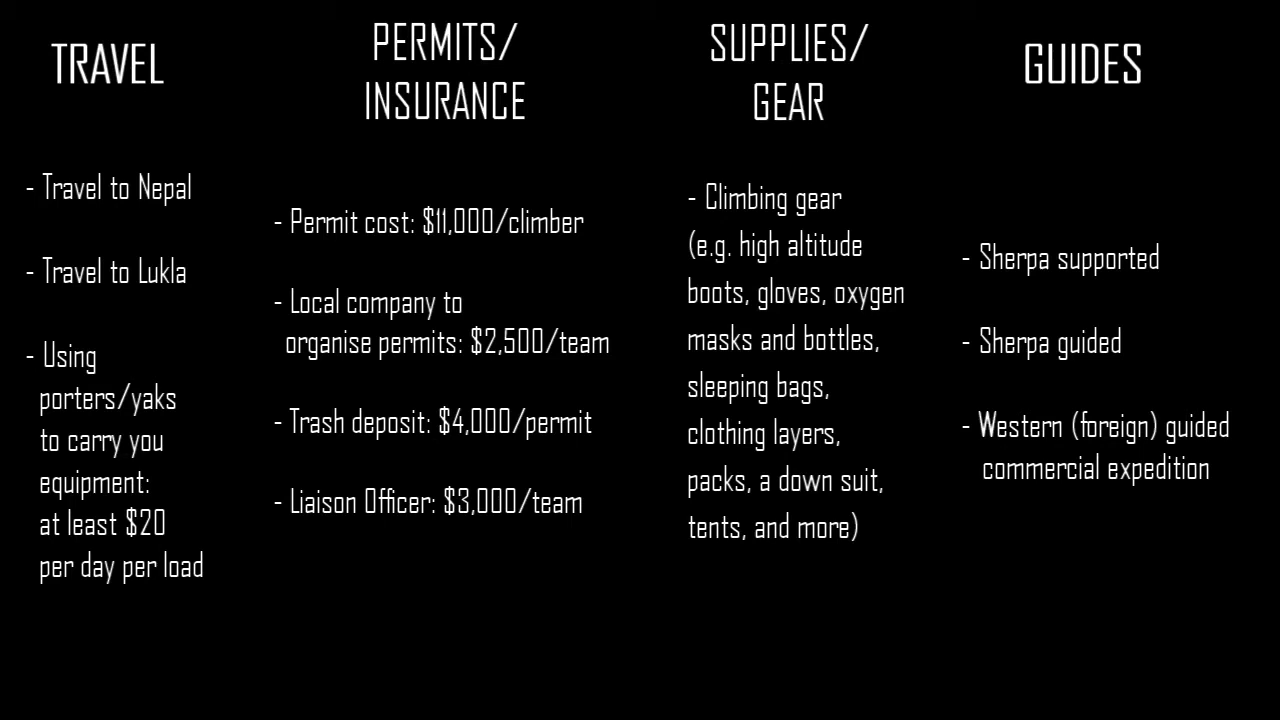 TRAVEL
- Travel to Nepal
- Travel to Lukla
- Using
porters/yaks
to carry you
equipment:
at least $20
per day per load
PERMITS/
INSURANCE
- Permit cost: $11,000/climber
- Local company to
organise permits: $2,500/team
- Trash deposit: $4,000/permit
- Liaison Officer: $3,000/team
SUPPLIES/
GEAR
- Climbing gear
(e.g. high altitude
boots, gloves, oxygen
masks and bottles,
sleeping bags,
clothing layers,
packs, a down suit,
tents, and more)
GUIDES
- Sherpa supported
- Sherpa guided
- Western (foreign) guided
commercial expedition